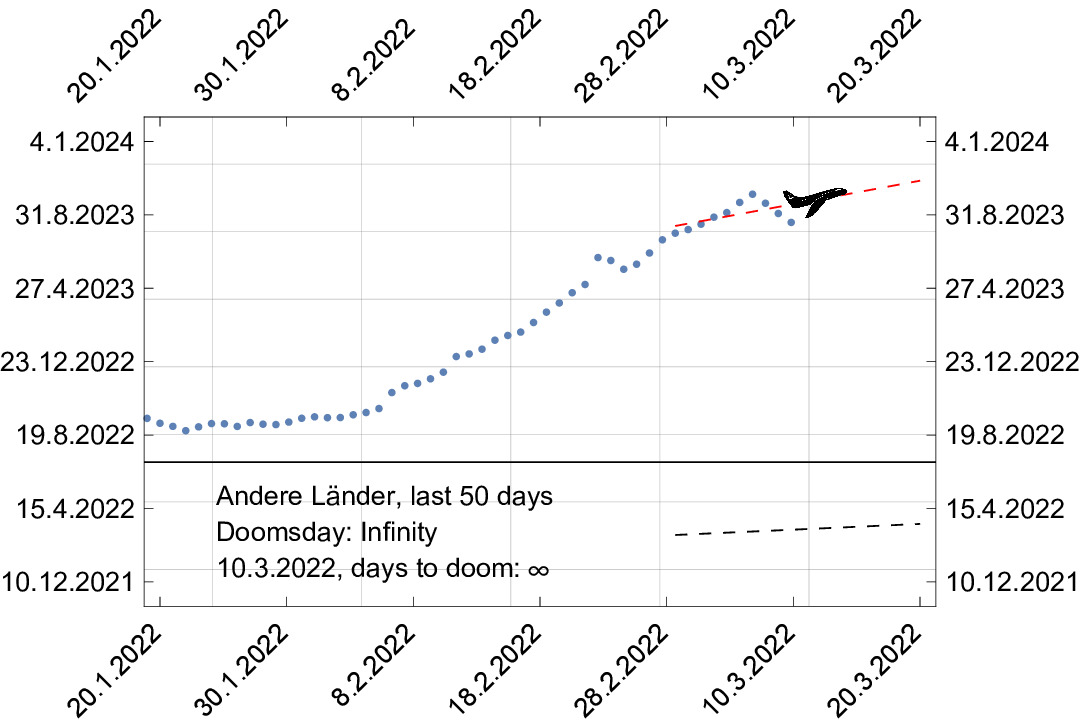 20.1.2022 30.1.2022 8.2.2022 18.2.2022 28.2.2022 10.3.2022 20.3.2022
4.1.2024 4.1.2024
31.8.2023 31.8.2023
27.4.2023 27.4.2023
23.12.2022 23.12.2022
19.8.2022 19.8.2022
Andere Länder, last 50 days
15.4.2022 15.4.2022
Doomsday: Infinity
10.3.2022, days to doom: ∞
10.12.2021 10.12.2021
20.1.2022 30.1.2022 8.2.2022 18.2.2022 28.2.2022 10.3.2022 20.3.2022